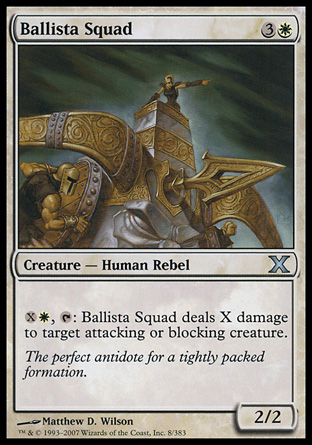 Ballista Squad 3
Creature — Human Rebel X
X, : Ballista Squad deals X damage
to target attacking or blocking creature.
The perfect antidote for a tightly packed
formation.
Matthew D. Wilson
™ & © 1993–2007 Wizards of the Coast, Inc. 8/383
2/2